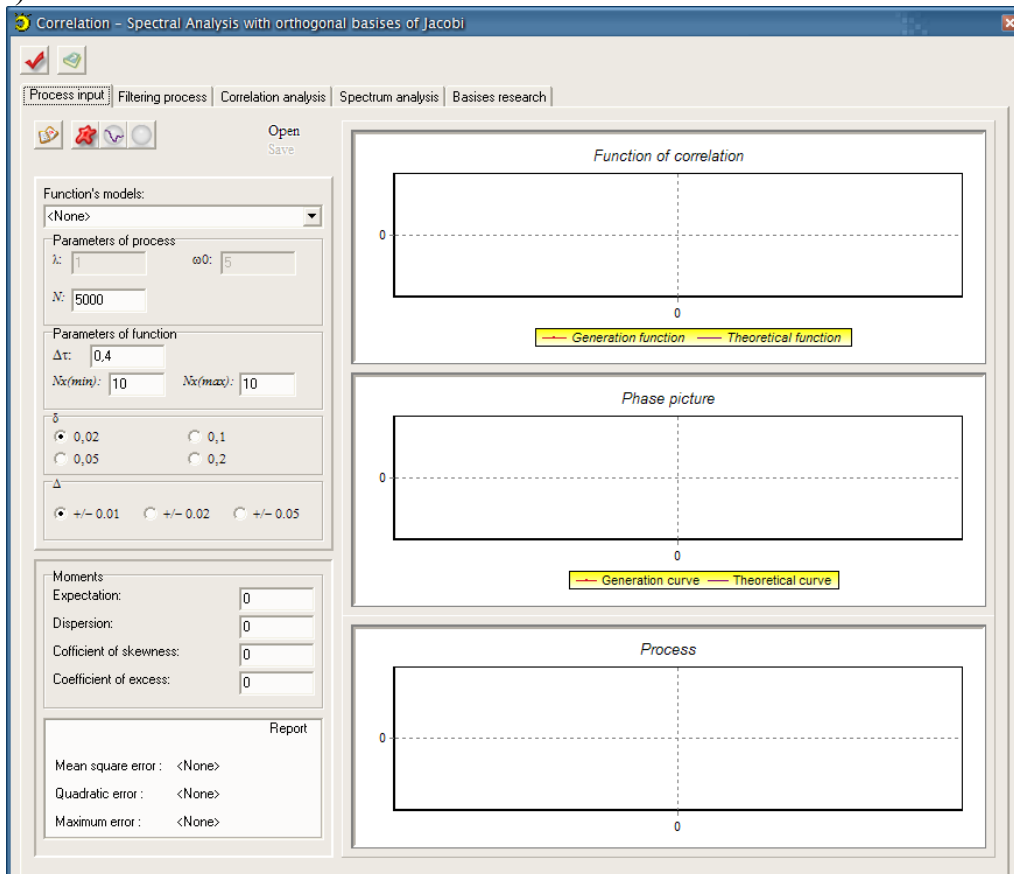 )
Correlation - Spectral Analysis with orthogonal basises of Jacobi
Process input Filtering process Correlation analysis Spectrum analysis Basises research
Open
Save
Function's models:
<None>
Parameters of process
λ: 1 ω0: 5
N: 5000
Parameters of function
Δτ: 0,4
Nx(min): 10 Nx(max): 10
δ
0,02 0,1
0,05 0,2
Δ
+/- 0.01 +/- 0.02 +/- 0.05
Moments
Expectation: 0
Dispersion: 0
Cofficient of skewness: 0
Coefficient of excess: 0
Report
Mean square error : <None>
Quadratic error : <None>
Maximum error : <None>
Function of correlation
0
0
Generation function Theoretical function
Phase picture
0
0
Generation curve Theoretical curve
Process
0
0